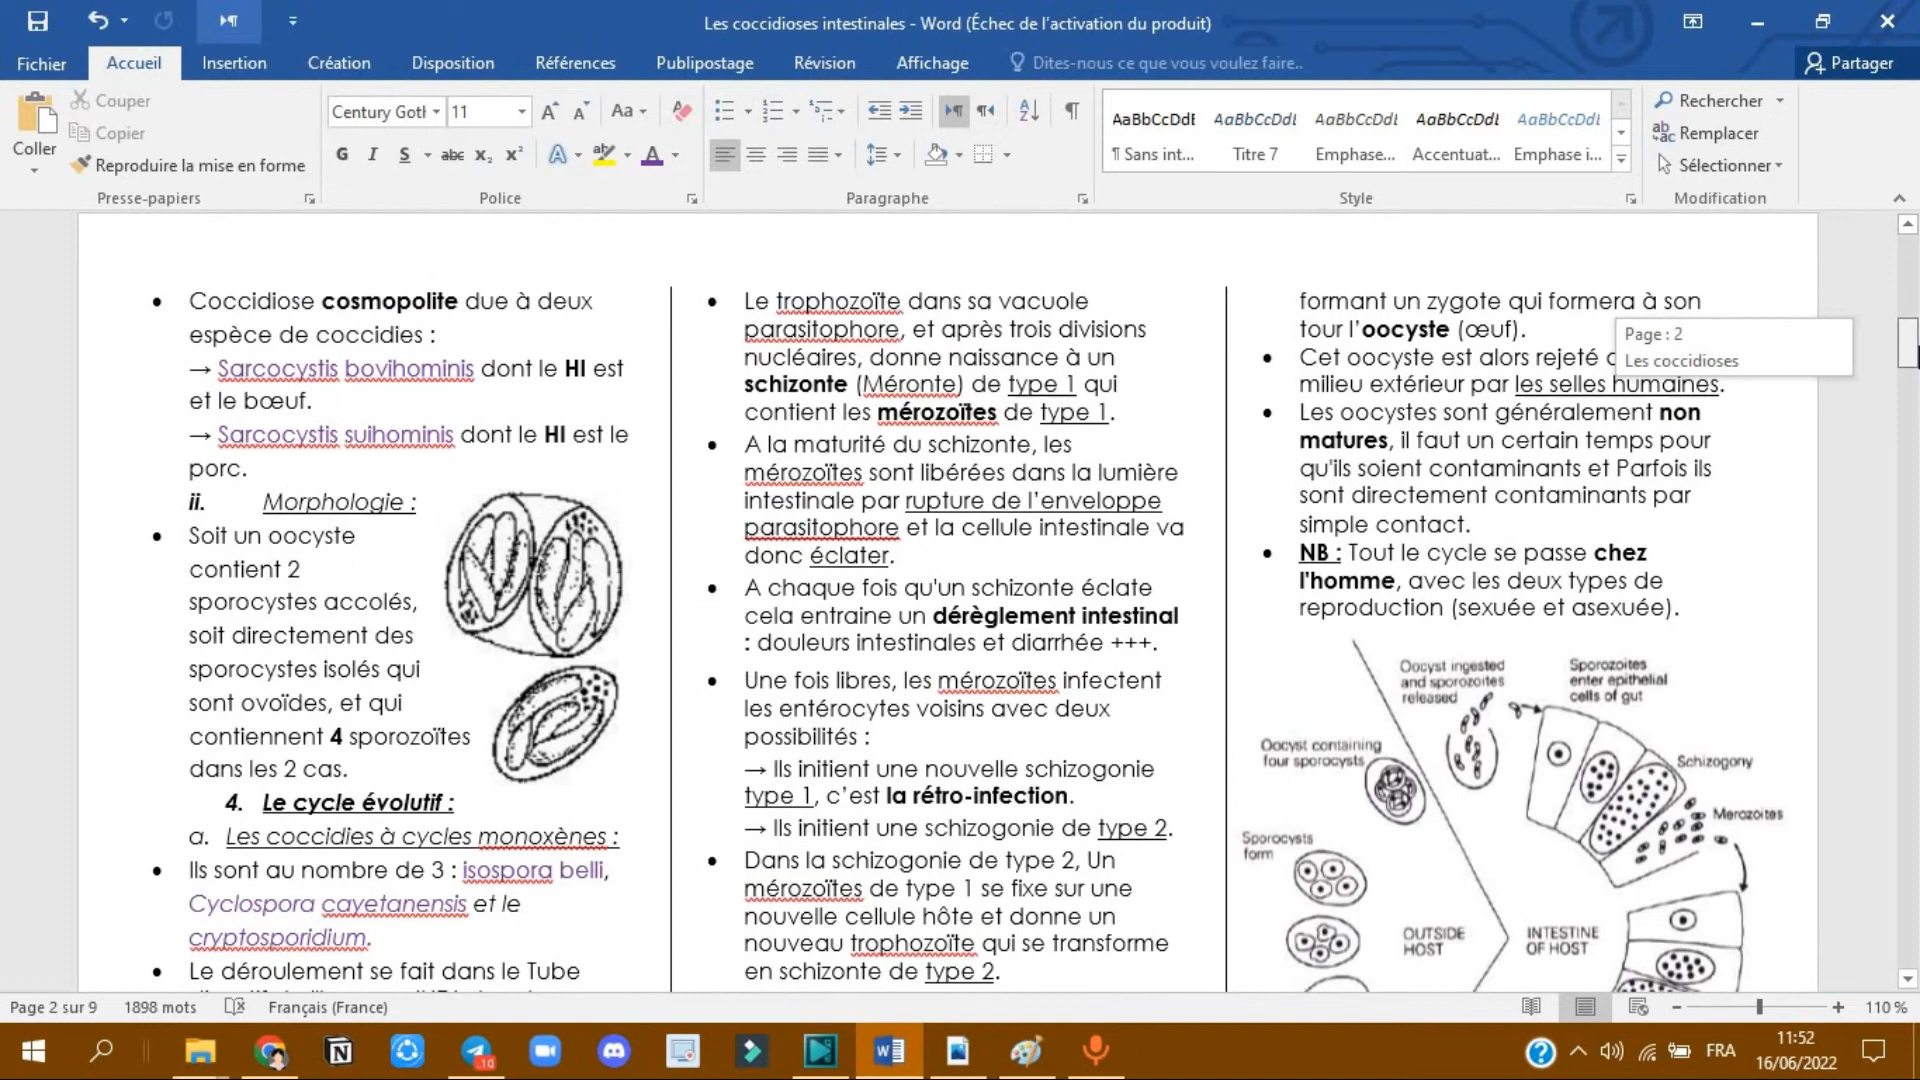 Les coccidioses intestinales - Word (Échec de l'activation du produit)
Fichier
Accueil
Insertion
Création
Disposition
Références
Publipostage
Révision
Affichage
Dites-nous ce que vous voulez faire..
Partager
Coller
Couper
Copier
Reproduire la mise en forme
Presse-papiers
Century Gotl
11
Aa
G I S abc x₂ x²
A
Police
Paragraphe
AaBbCcDdE AaBbCcDdI AaBbCcDdI AaBbCcDdI AaBbCcDdI
¶ Sans int... Titre 7 Emphase... Accentuat... Emphase i...
Style
Rechercher
Remplacer
Sélectionner
Modification
• Coccidiose cosmopolite due à deux
espèce de coccidies :
→ Sarcocystis bovihominis dont le HI est
et le bœuf.
→ Sarcocystis suihominis dont le HI est le
porc.
ii. Morphologie :
• Soit un oocyste
contient 2
sporocystes accolés,
soit directement des
sporocystes isolés qui
sont ovoïdes, et qui
contiennent 4 sporozoïtes
dans les 2 cas.
4. Le cycle évolutif :
a. Les coccidies à cycles monoxènes :
• Ils sont au nombre de 3 : isospora belli,
Cyclospora cayetanensis et le
cryptosporidium.
• Le déroulement se fait dans le Tube
• Le trophozoïte dans sa vacuole
parasitophore, et après trois divisions
nucléaires, donne naissance à un
schizonte (Méronte) de type 1 qui
contient les mérozoïtes de type 1.
• A la maturité du schizonte, les
mérozoïtes sont libérées dans la lumière
intestinale par rupture de l'enveloppe
parasitophore et la cellule intestinale va
donc éclater.
• A chaque fois qu'un schizonte éclate
cela entraine un dérèglement intestinal
: douleurs intestinales et diarrhée +++.
• Une fois libres, les mérozoïtes infectent
les entérocytes voisins avec deux
possibilités :
→ Ils initient une nouvelle schizogonie
type 1, c'est la rétro-infection.
→ Ils initient une schizogonie de type 2.
• Dans la schizogonie de type 2, Un
mérozoïtes de type 1 se fixe sur une
nouvelle cellule hôte et donne un
nouveau trophozoïte qui se transforme
en schizonte de type 2.
formant un zygote qui formera à son
tour l'oocyste (œuf).
• Cet oocyste est alors rejeté
milieu extérieur par les selles humaines.
• Les oocystes sont généralement non
matures, il faut un certain temps pour
qu'ils soient contaminants et Parfois ils
sont directement contaminants par
simple contact.
• NB : Tout le cycle se passe chez
l'homme, avec les deux types de
reproduction (sexuée et asexuée).
Page : 2
Les coccidioses
Oocyst ingested
and sporozoites
released
Sporozoites
enter epithelial
cells of gut
Oocyst containing
four sporocysts
Schizogony
Merozoites
Sporocysts
form
OUTSIDE
HOST
INTESTINE
OF HOST
Page 2 sur 9
1898 mots
Français (France)
110 %
10
FRA
11:52
16/06/2022